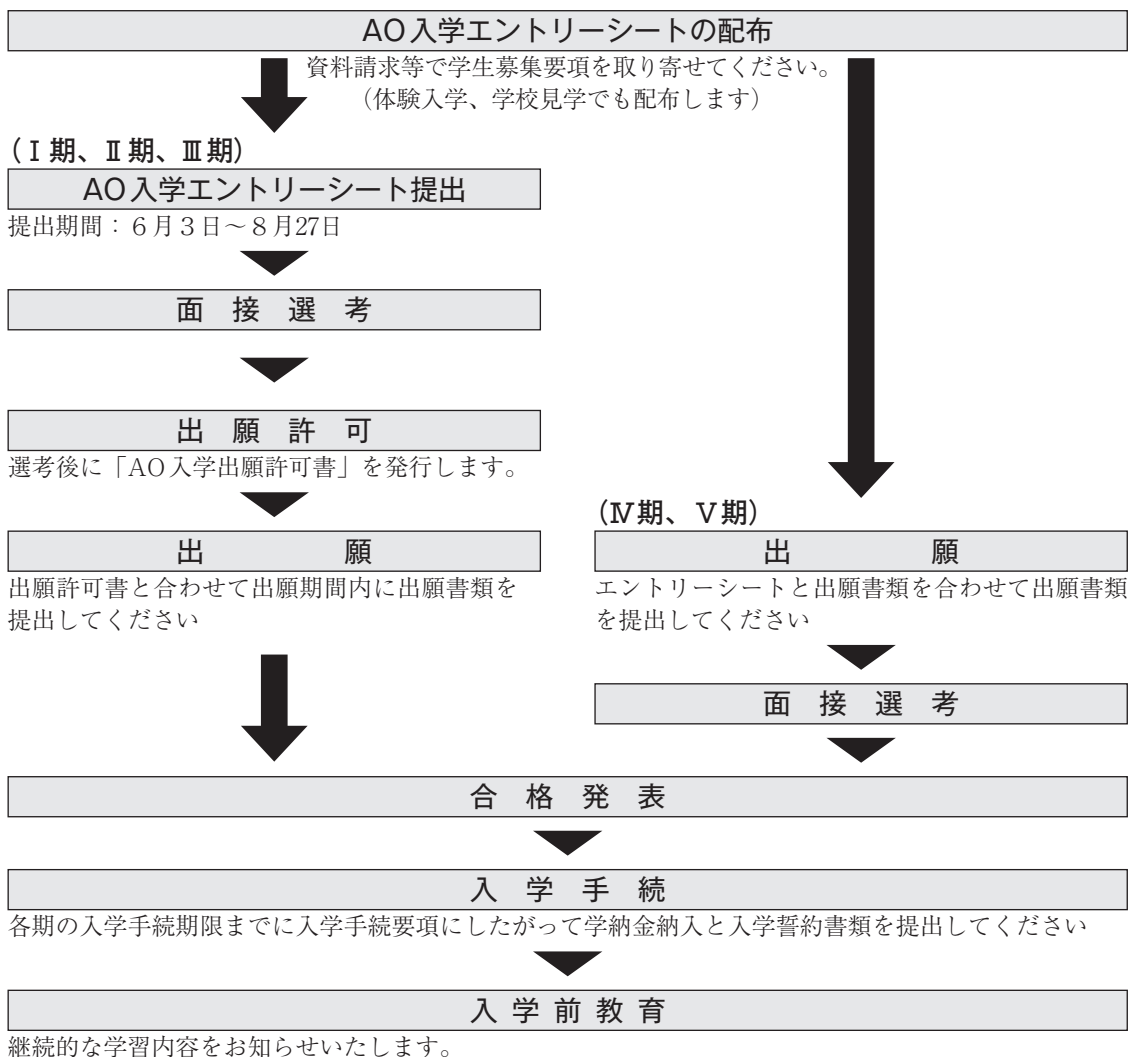 AO入学エントリーシートの配布
資料請求等で学生募集要項を取り寄せてください。
（体験入学、学校見学でも配布します）
（Ⅰ期、Ⅱ期、Ⅲ期）
AO入学エントリーシート提出
提出期間：６月３日～８月27日
面接選考
出願許可
選考後に「AO入学出願許可書」を発行します。
出願
出願許可書と合わせて出願期間内に出願書類を
提出してください
（Ⅳ期、Ⅴ期）
出願
エントリーシートと出願書類を合わせて出願書類
を提出してください
面接選考
合格発表
入学手続
各期の入学手続期限までに入学手続要項にしたがって学納金納入と入学誓約書類を提出してください
入学前教育
継続的な学習内容をお知らせいたします。